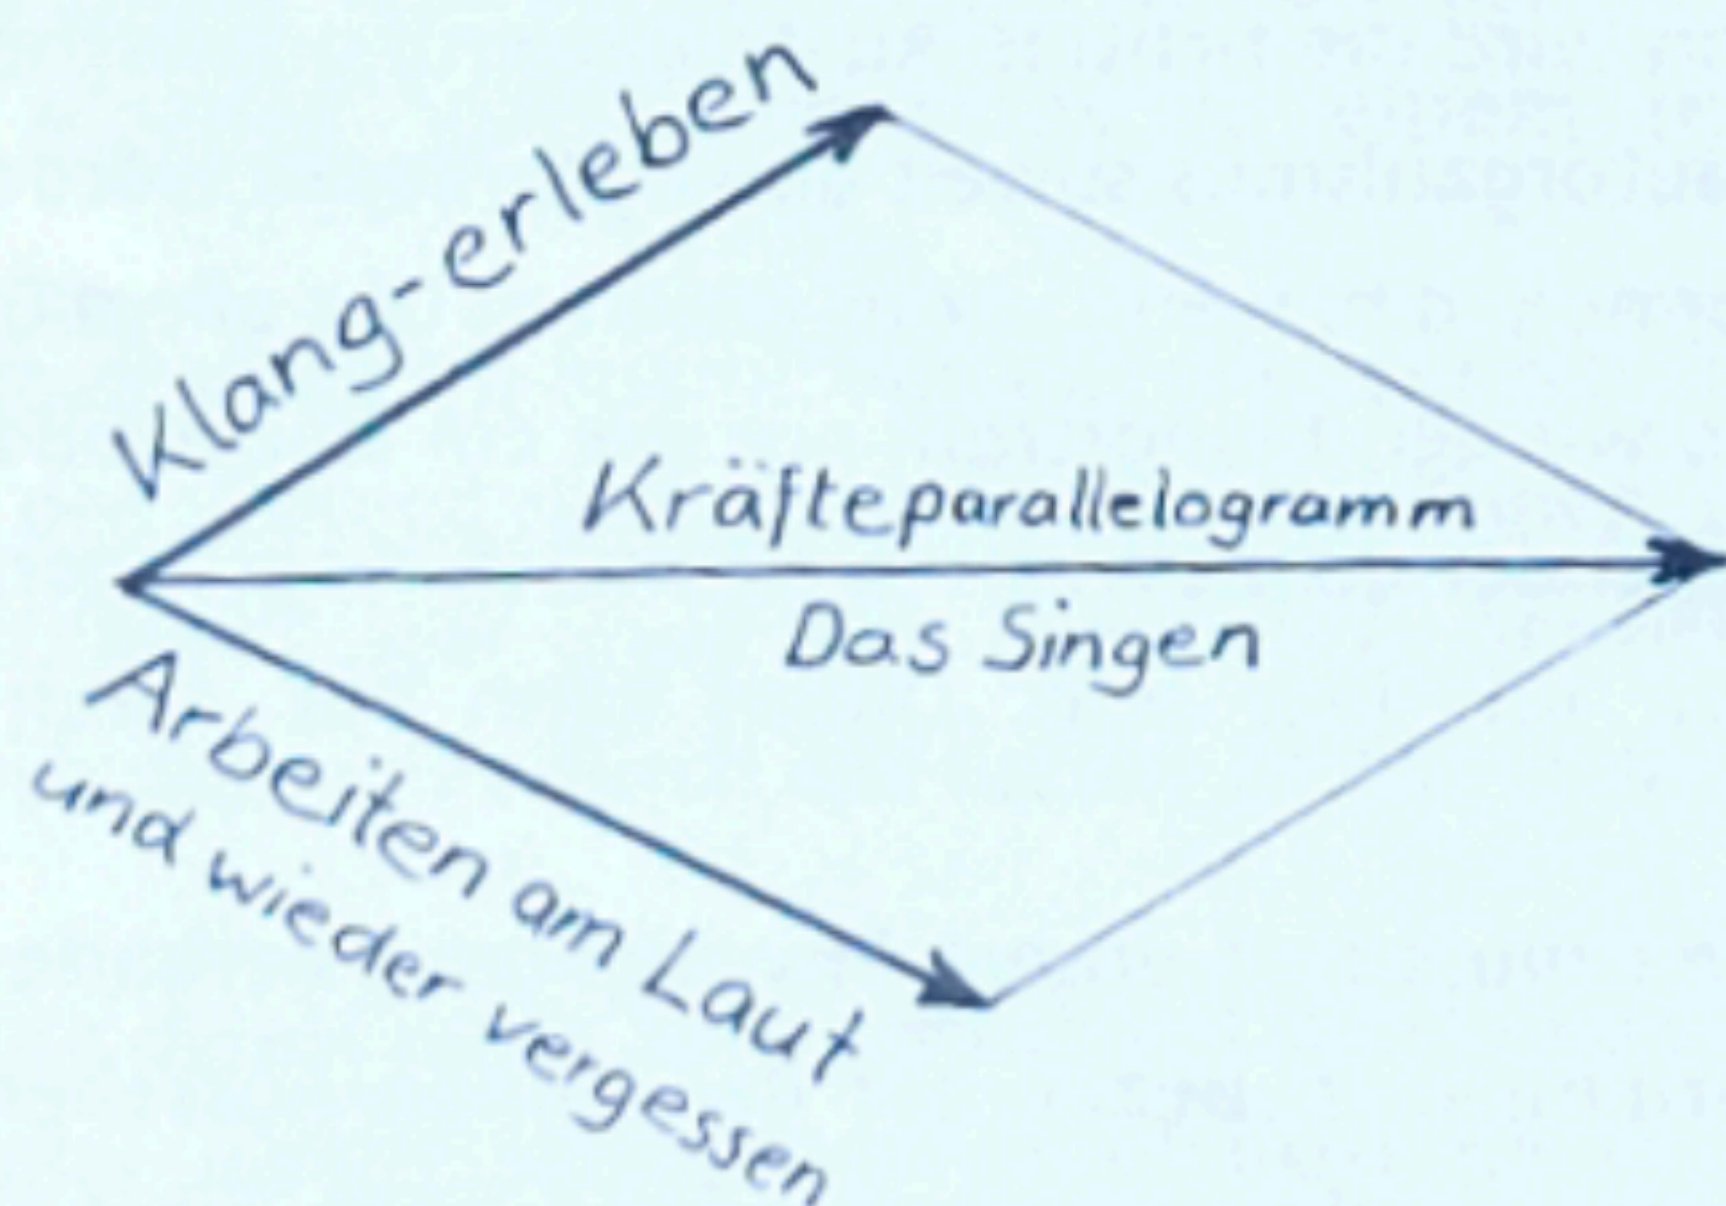 Klang-erleben
Kräfteparallelogramm
Das Singen
Arbeiten am Laut
und wieder vergessen